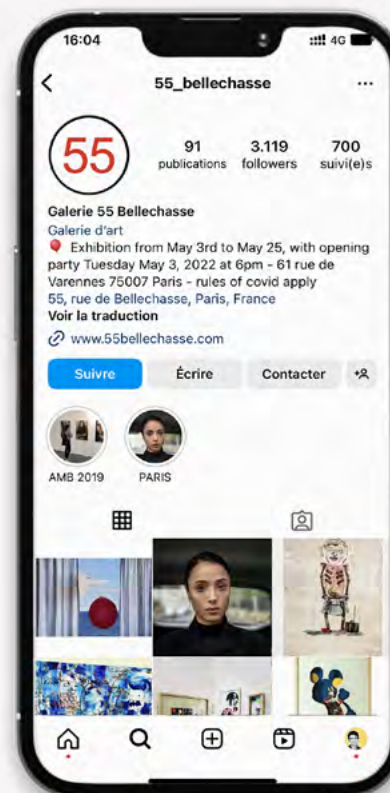 16:04
4G
55_bellechasse
55
91
3.119
700
publications
followers
suivi(e)s
Galerie 55 Bellechasse
Galerie d'art
Exhibition from May 3rd to May 25, with opening
party Tuesday May 3, 2022 at 6pm - 61 rue de
Varennes 75007 Paris - rules of covid apply
55, rue de Bellechasse, Paris, France
Voir la traduction
www.55bellechasse.com
Suivre
Écrire
Contacter
AMB 2019
PARIS